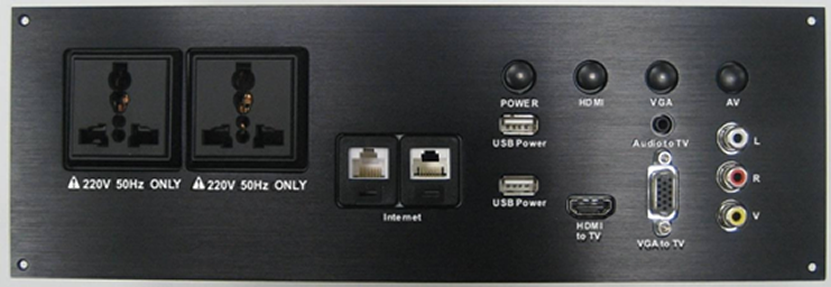 POWER HDMI VGA AV
USB Power Audio to TV L
⚠ 220V 50Hz ONLY ⚠ 220V 50Hz ONLY R
USB Power
Internet HDMI to TV VGA to TV V